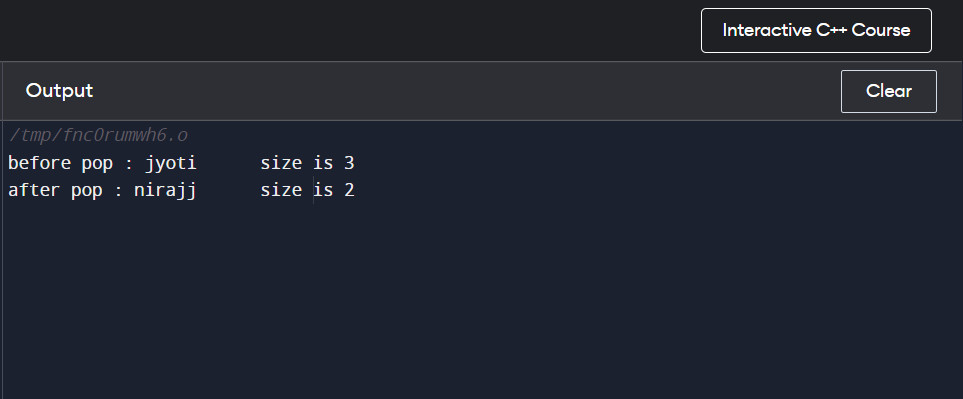 Interactive C++ Course
Output
Clear
/tmp/fnc0rumwh6.o
before pop : jyoti      size is 3
after pop : nirajj      size is 2